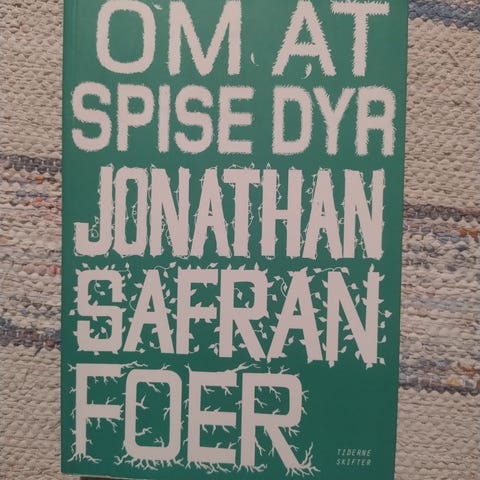 OM AT
SPISE DYR
JONATHAN
SAFRAN
FOER
TIDERNE
SKIFTER